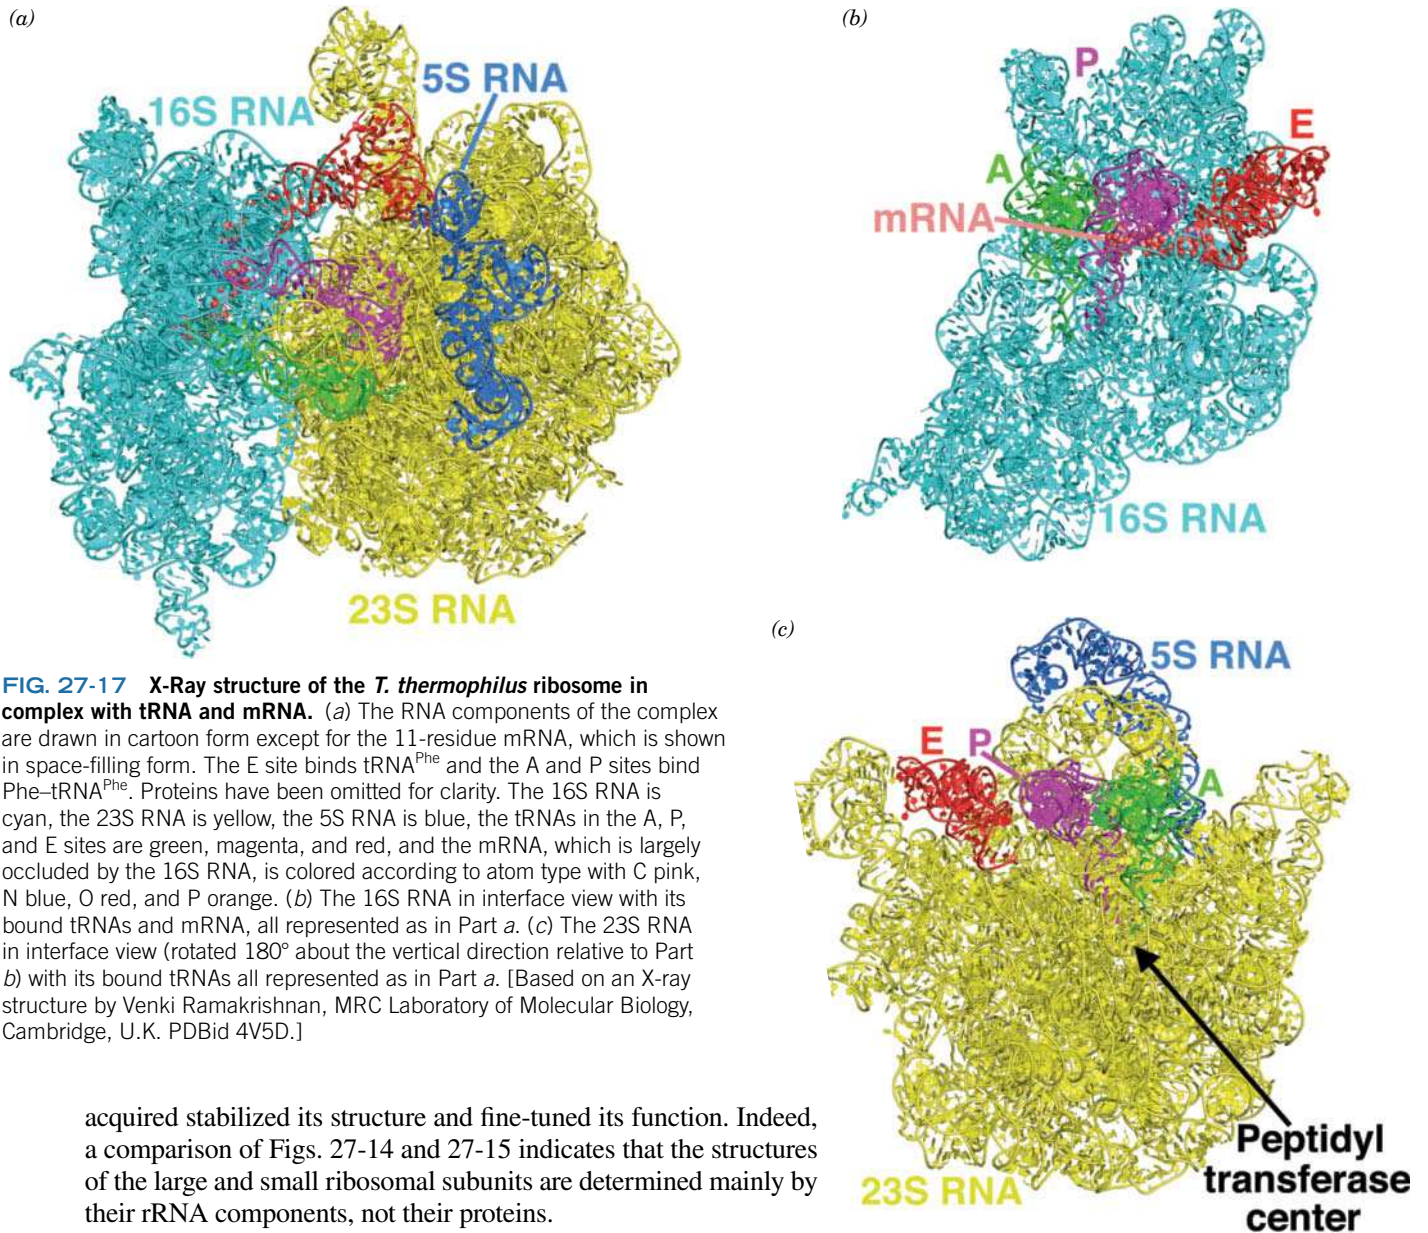 (a)
16S RNA
5S RNA
23S RNA
(b)
P
E
A
mRNA
16S RNA
FIG. 27-17 X-Ray structure of the T. thermophilus ribosome in
complex with tRNA and mRNA. (a) The RNA components of the complex
are drawn in cartoon form except for the 11-residue mRNA, which is shown
in space-filling form. The E site binds tRNAPhe and the A and P sites bind
Phe–tRNAPhe. Proteins have been omitted for clarity. The 16S RNA is
cyan, the 23S RNA is yellow, the 5S RNA is blue, the tRNAs in the A, P,
and E sites are green, magenta, and red, and the mRNA, which is largely
occluded by the 16S RNA, is colored according to atom type with C pink,
N blue, O red, and P orange. (b) The 16S RNA in interface view with its
bound tRNAs and mRNA, all represented as in Part a. (c) The 23S RNA
in interface view (rotated 180° about the vertical direction relative to Part
b) with its bound tRNAs all represented as in Part a. [Based on an X-ray
structure by Venki Ramakrishnan, MRC Laboratory of Molecular Biology,
Cambridge, U.K. PDBid 4V5D.]
(c)
5S RNA
E
P
A
23S RNA
Peptidyl
transferase
center
acquired stabilized its structure and fine-tuned its function. Indeed,
a comparison of Figs. 27-14 and 27-15 indicates that the structures
of the large and small ribosomal subunits are determined mainly by
their rRNA components, not their proteins.